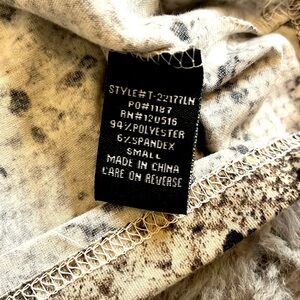 STYLE#T-22177LN
PO#1187
RN#120516
94%POLYESTER
6%SPANDEX
SMALL
MADE IN CHINA
CARE ON REVERSE